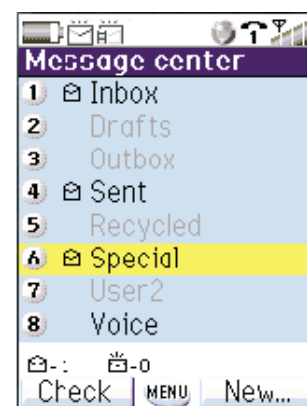 1
Message center
1 Inbox
2 Drafts
3 Outbox
4 Sent
5 Recycled
6 Special
7 User2
8 Voice
-: -0
Check MENU New...